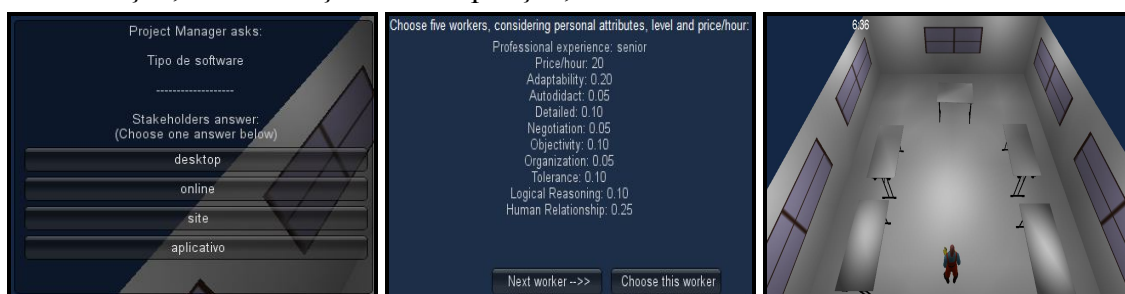 Project Manager asks:
Tipo de software
-------------------
Stakeholders answer:
(Choose one answer below)
desktop
online
site
aplicativo
Choose five workers, considering personal attributes, level and price/hour:
Professional experience: senior
Price/hour: 20
Adaptability: 0.20
Autodidact: 0.05
Detailed: 0.10
Negotiation: 0.05
Objectivity: 0.10
Organization: 0.05
Tolerance: 0.10
Logical Reasoning: 0.10
Human Relationship: 0.25
Next worker -->>
Choose this worker
6:36